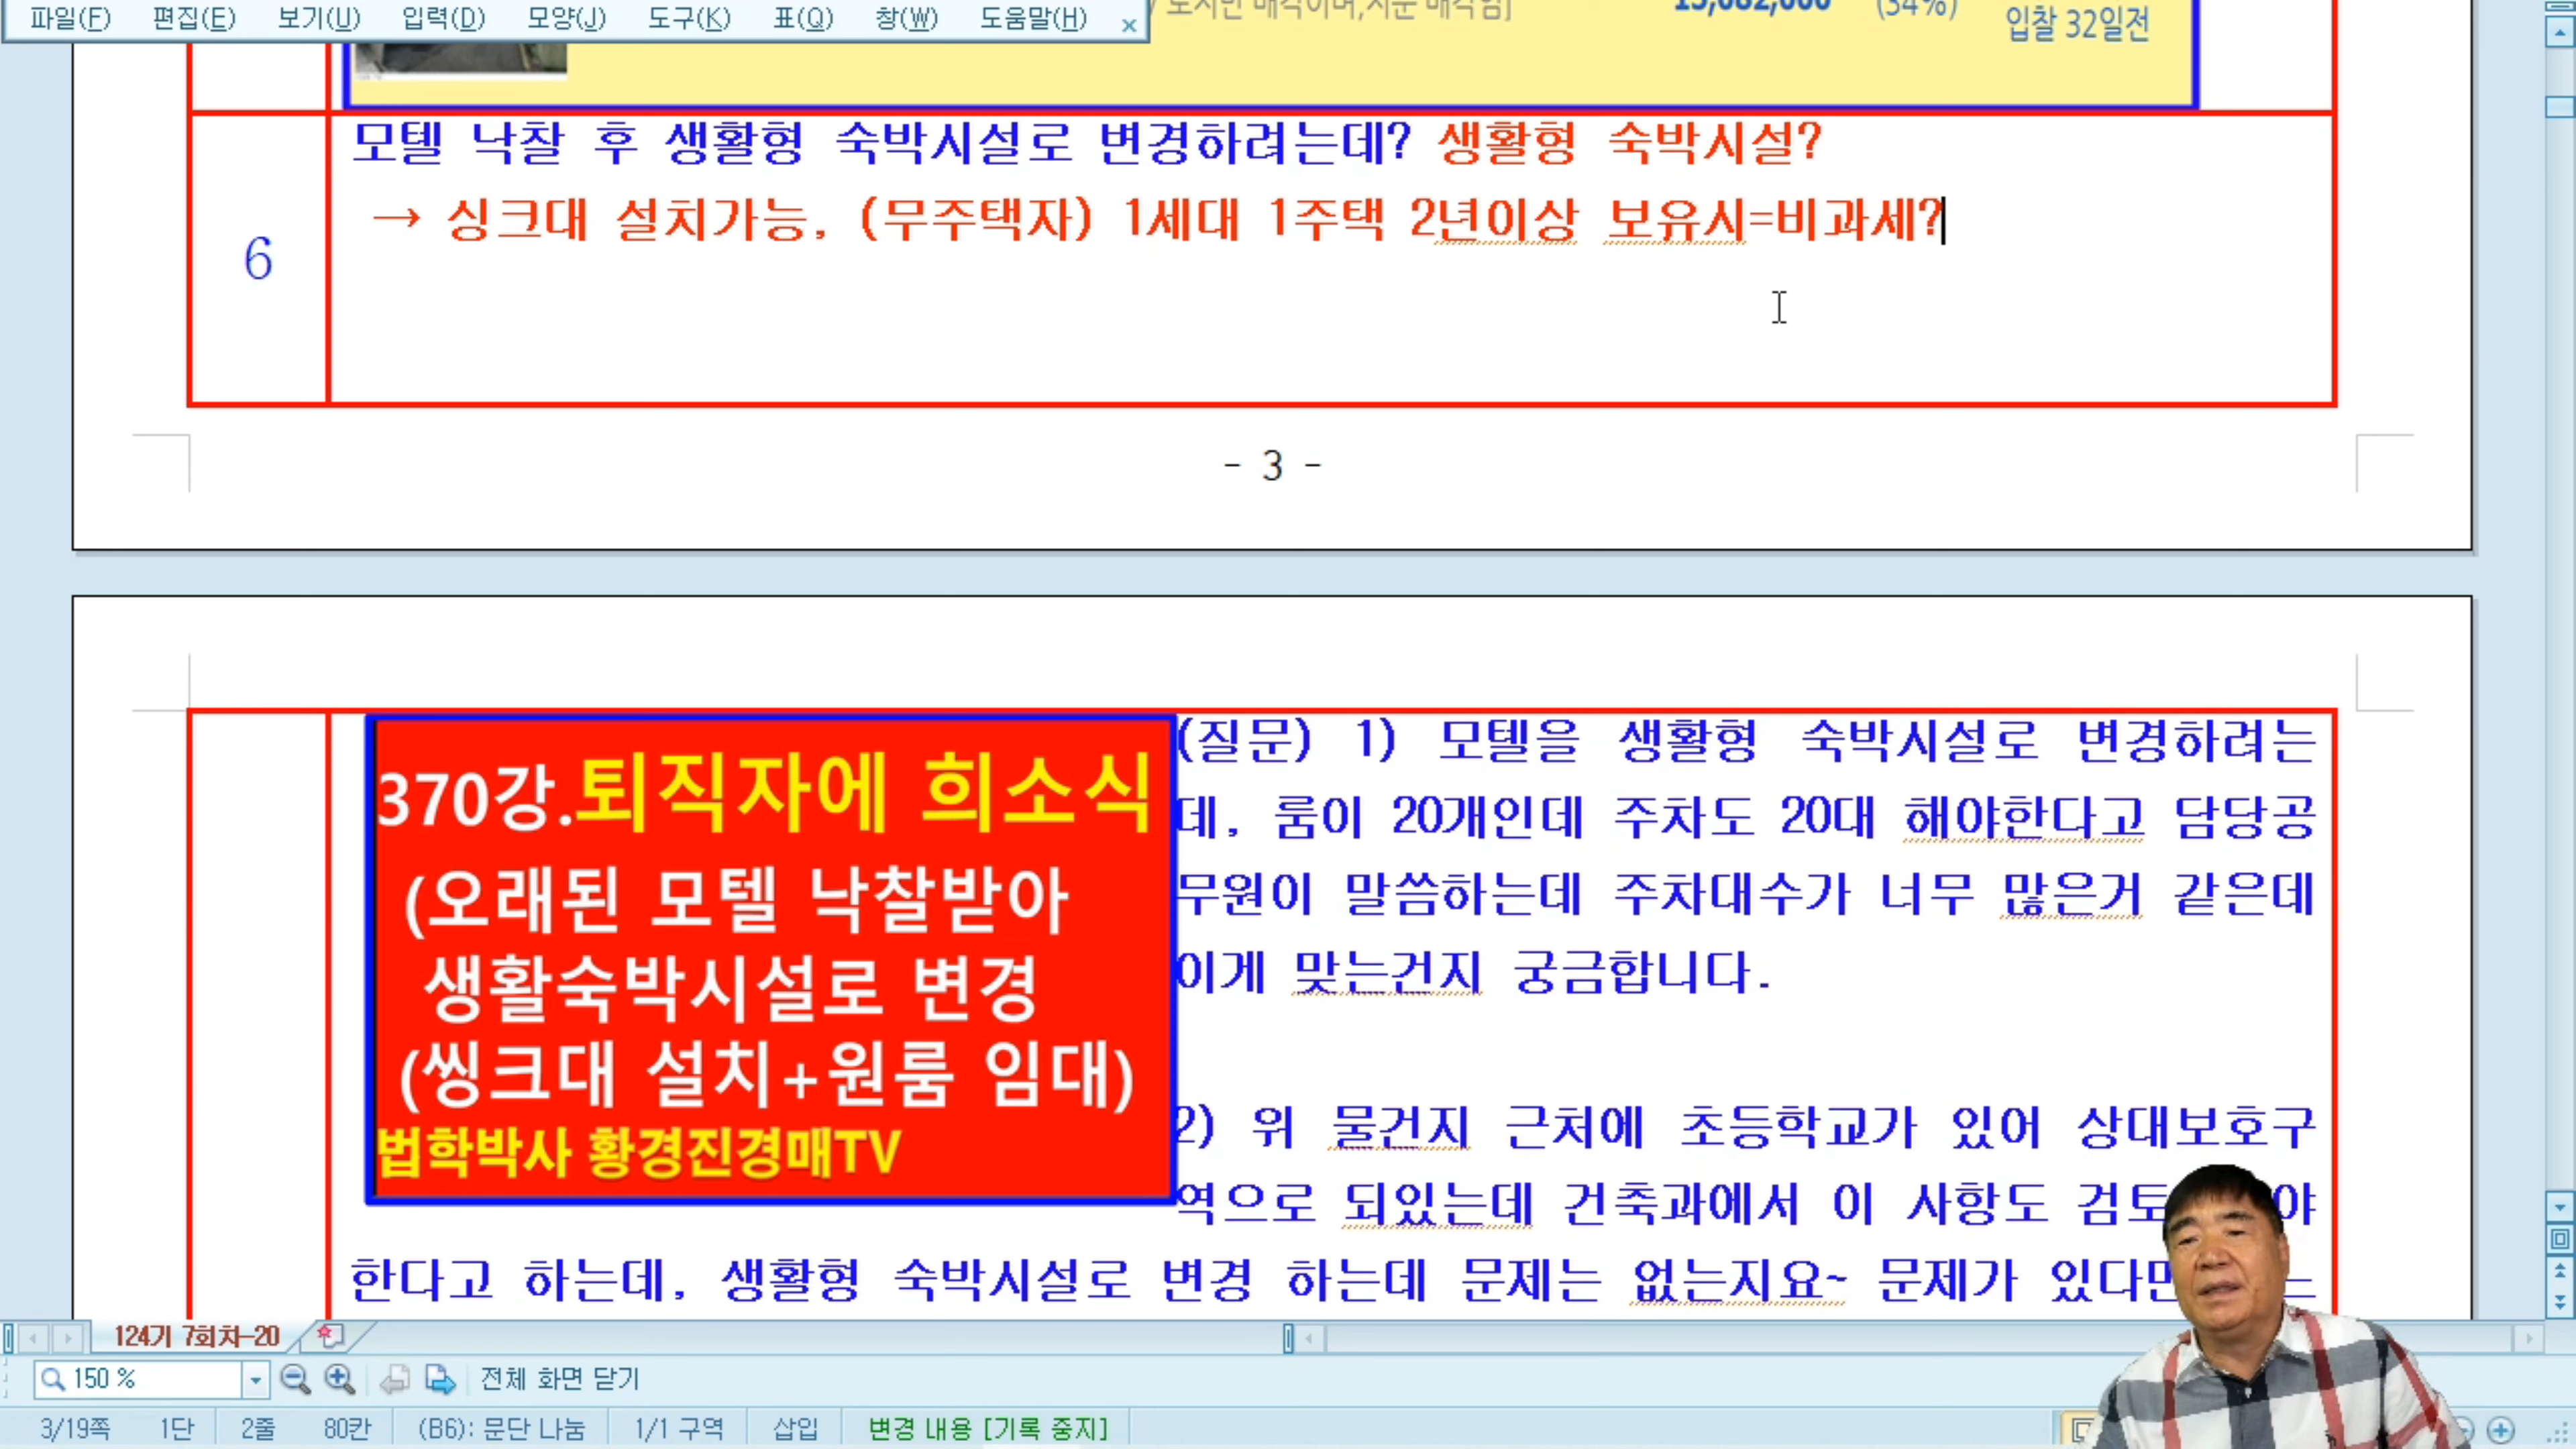 파일(F) 편집(E) 보기(U) 입력(D) 모양(J) 도구(K) 표(Q) 창(W) 도움말(H)
(34%)
입찰 32일전
모텔 낙찰 후 생활형 숙박시설로 변경하려는데? 생활형 숙박시설?
→ 싱크대 설치가능, (무주택자) 1세대 1주택 2년이상 보유시=비과세?
6
- 3 -
370강.퇴직자에 희소식
(오래된 모텔 낙찰받아
생활숙박시설로 변경
(씽크대 설치+원룸 임대)
법학박사 황경진경매TV
(질문) 1) 모텔을 생활형 숙박시설로 변경하려는
데, 룸이 20개인데 주차도 20대 해야한다고 담당공
무원이 말씀하는데 주차대수가 너무 많은거 같은데
이게 맞는건지 궁금합니다.
2) 위 물건지 근처에 초등학교가 있어 상대보호구
역으로 되있는데 건축과에서 이 사항도 검토 야
한다고 하는데, 생활형 숙박시설로 변경 하는데 문제는 없는지요~ 문제가 있다면
124기 7회차-20
150 % 전체 화면 닫기
3/19쪽 1단 2줄 80칸 (B6): 문단 나눔 1/1 구역 삽입 변경 내용 [기록 중지]